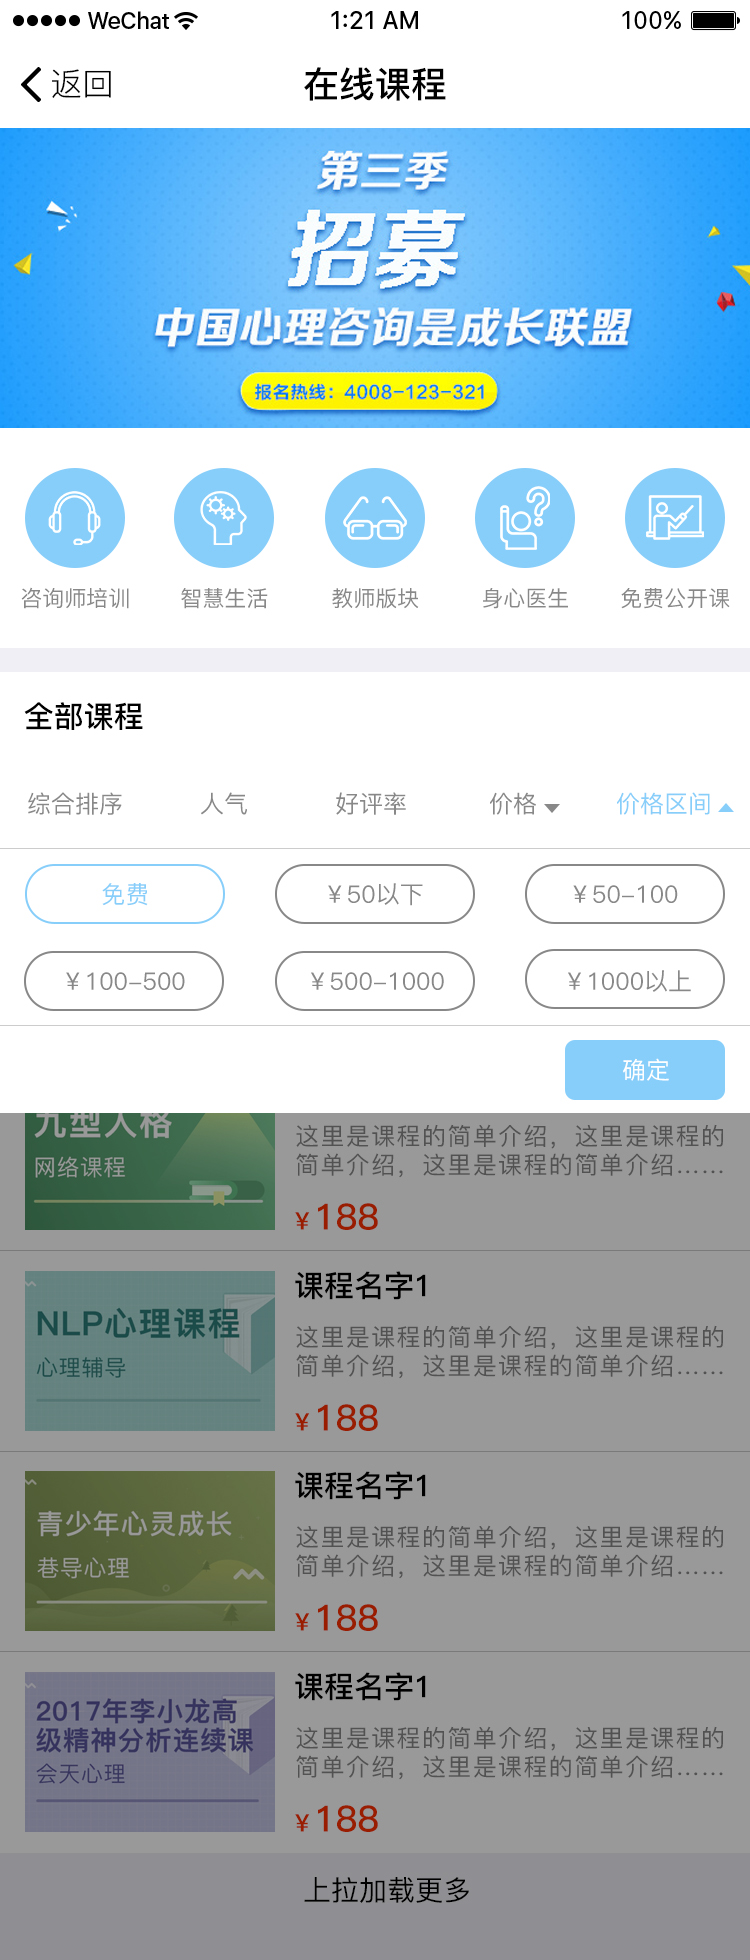 WeChat 1:21 AM 100%
返回 在线课程
第三季
招募
中国心理咨询是成长联盟
报名热线：4008-123-321
咨询师培训 智慧生活 教师版块 身心医生 免费公开课
全部课程
综合排序 人气 好评率 价格 价格区间
免费 ￥50以下 ￥50-100
￥100-500 ￥500-1000 ￥1000以上
确定
九型人格
网络课程
这里是课程的简单介绍，这里是课程的
简单介绍，这里是课程的简单介绍……
￥188
NLP心理课程
心理辅导
课程名字1
这里是课程的简单介绍，这里是课程的
简单介绍，这里是课程的简单介绍……
￥188
青少年心灵成长
巷导心理
课程名字1
这里是课程的简单介绍，这里是课程的
简单介绍，这里是课程的简单介绍……
￥188
2017年李小龙高
级精神分析连续课
会天心理
课程名字1
这里是课程的简单介绍，这里是课程的
简单介绍，这里是课程的简单介绍……
￥188
上拉加载更多